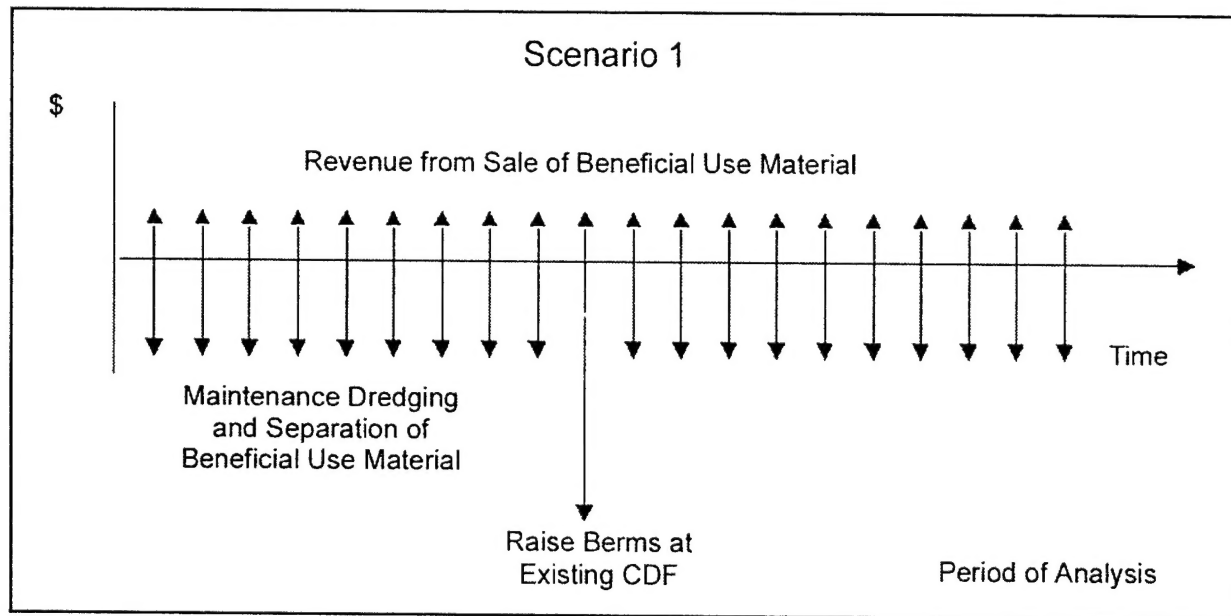 Scenario 1
$
Revenue from Sale of Beneficial Use Material
Time
Maintenance Dredging
and Separation of
Beneficial Use Material
Raise Berms at
Existing CDF
Period of Analysis